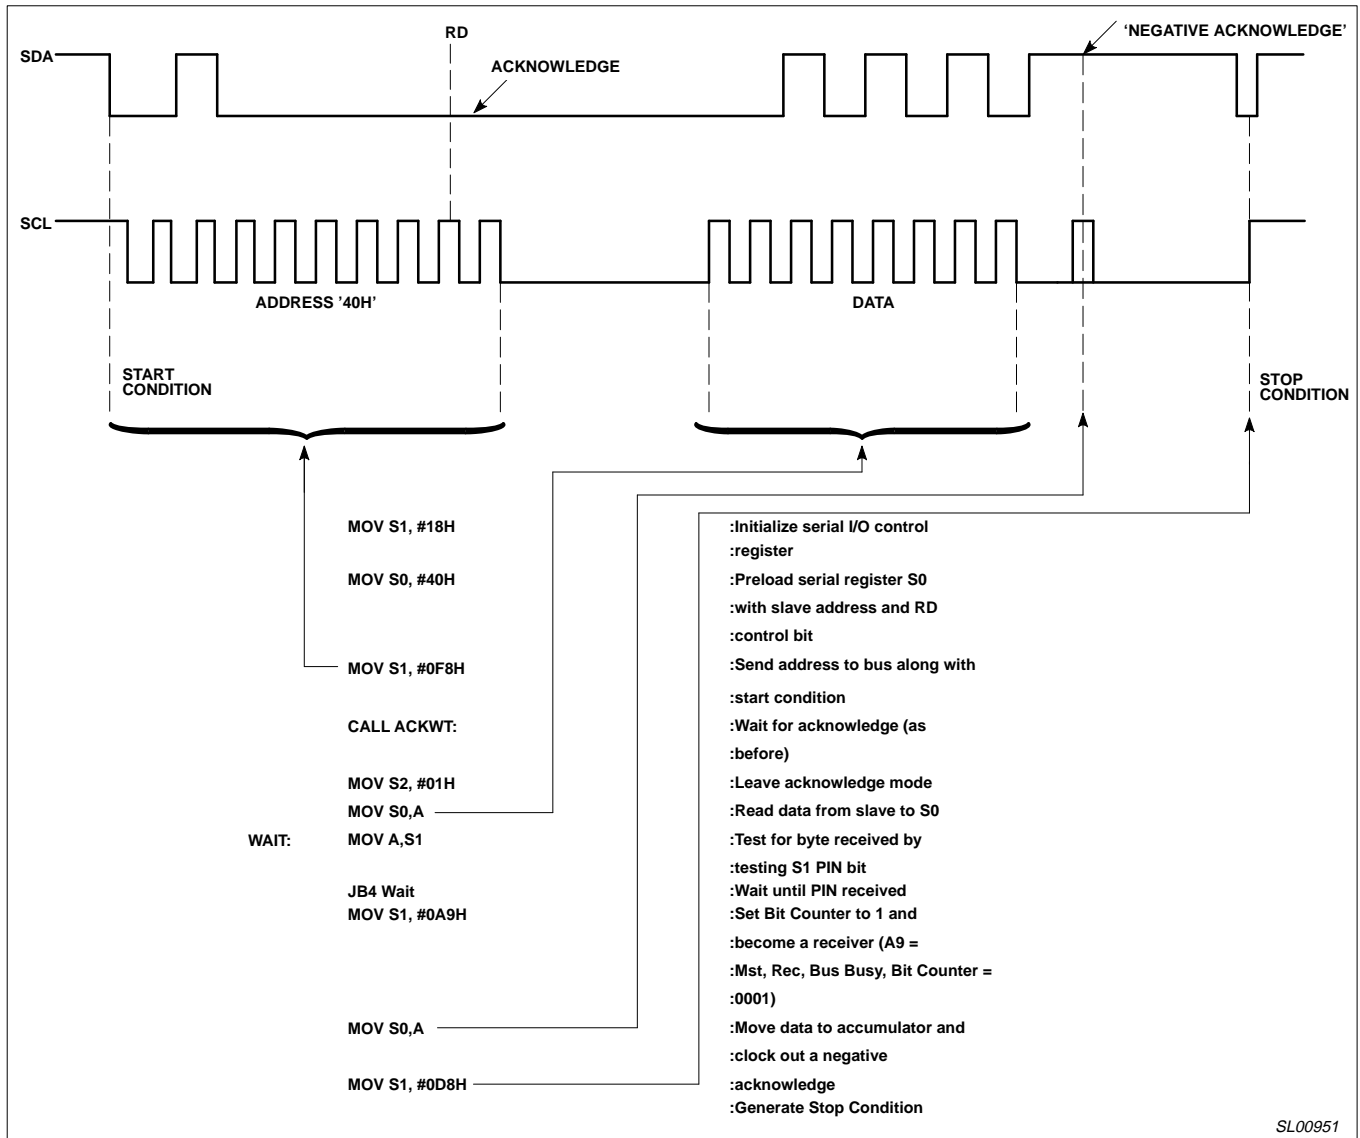 RD
'NEGATIVE ACKNOWLEDGE'
SDA
ACKNOWLEDGE
SCL
ADDRESS '40H'
DATA
START
CONDITION
STOP
CONDITION
MOV S1, #18H :Initialize serial I/O control
:register
MOV S0, #40H :Preload serial register S0
:with slave address and RD
:control bit
MOV S1, #0F8H :Send address to bus along with
:start condition
CALL ACKWT: :Wait for acknowledge (as
:before)
MOV S2, #01H :Leave acknowledge mode
MOV S0,A :Read data from slave to S0
WAIT: MOV A,S1 :Test for byte received by
:testing S1 PIN bit
JB4 Wait :Wait until PIN received
MOV S1, #0A9H :Set Bit Counter to 1 and
:become a receiver (A9 =
:Mst, Rec, Bus Busy, Bit Counter =
:0001)
MOV S0,A :Move data to accumulator and
:clock out a negative
MOV S1, #0D8H :acknowledge
:Generate Stop Condition
SL00951